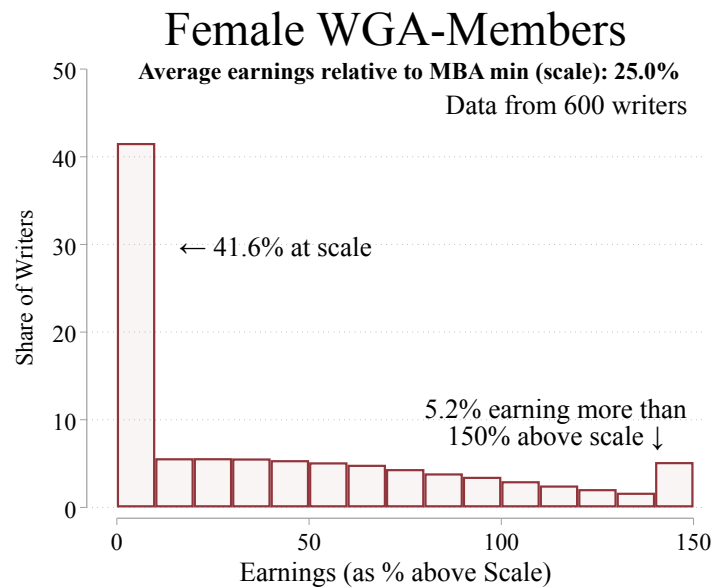 Female WGA-Members
Average earnings relative to MBA min (scale): 25.0%
Data from 600 writers
50
40
30
20
10
0
Share of Writers
← 41.6% at scale
5.2% earning more than
150% above scale ↓
0
50
100
150
Earnings (as % above Scale)